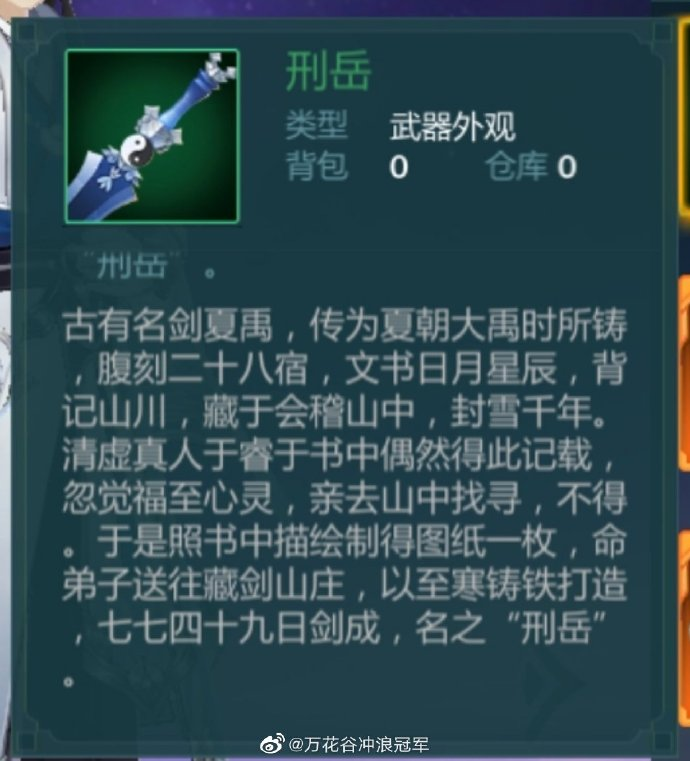 刑岳
类型 武器外观
背包 0 仓库 0
“刑岳”。
古有名剑夏禹，传为夏朝大禹时所铸
，腹刻二十八宿，文书日月星辰，背
记山川，藏于会稽山中，封雪千年。
清虚真人于睿于书中偶然得此记载，
忽觉福至心灵，亲去山中找寻，不得
。于是照书中描绘制得图纸一枚，命
弟子送往藏剑山庄，以至寒铸铁打造
，七七四十九日剑成，名之“刑岳”
。
@万花谷冲浪冠军